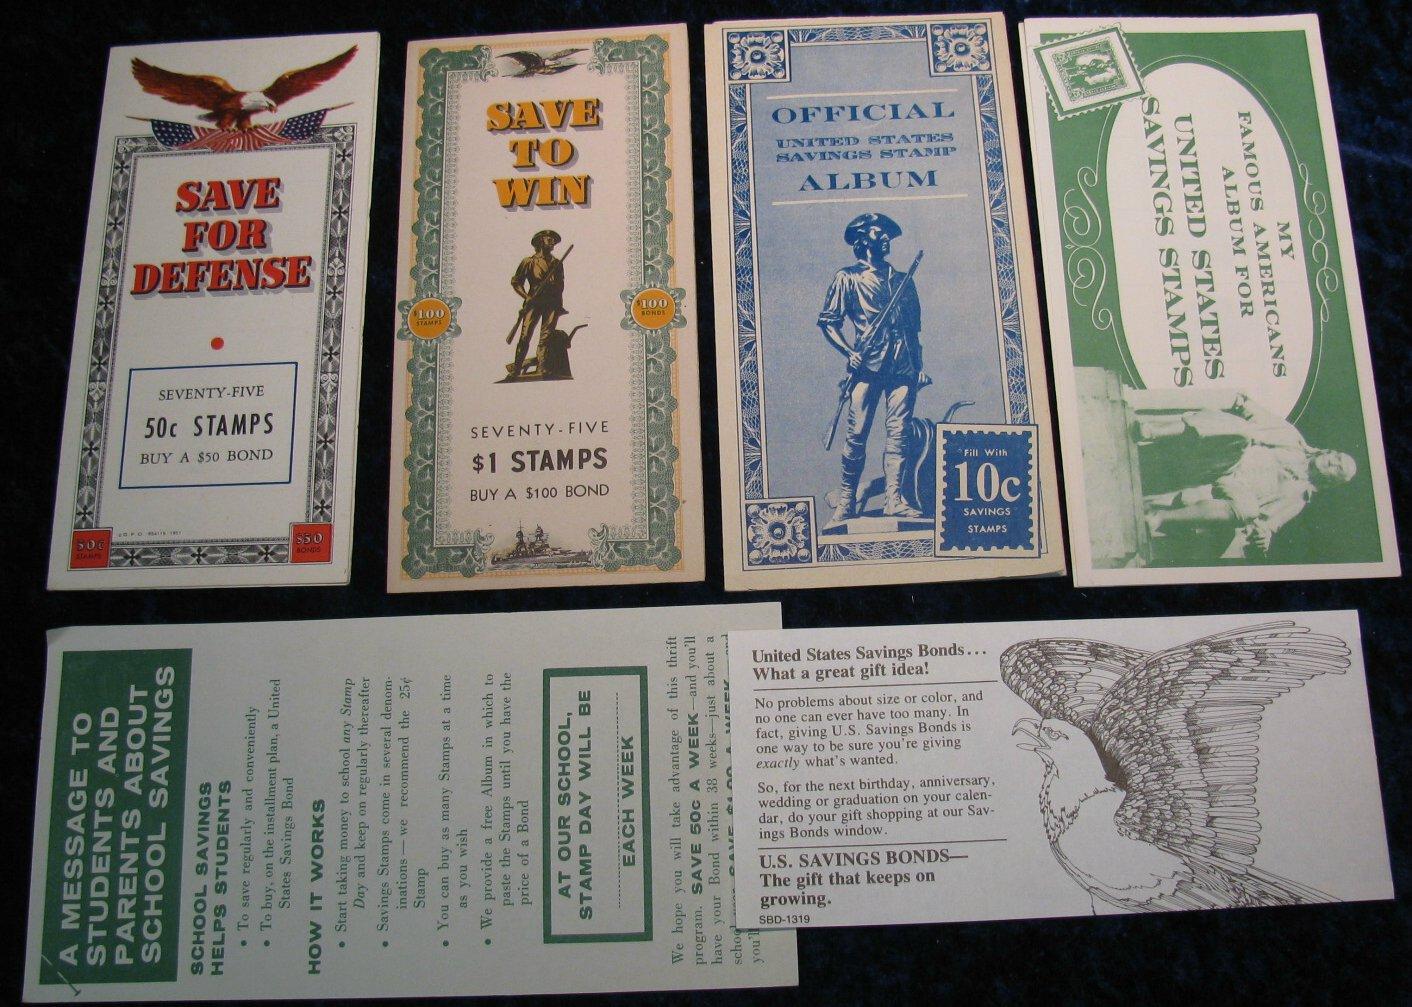 SAVE
FOR
DEFENSE
SEVENTY-FIVE
50c STAMPS
BUY A $50 BOND
50¢
STAMPS
$50
BONDS
SAVE
TO
WIN
$1.00
STAMPS
$100
BONDS
SEVENTY-FIVE
$1 STAMPS
BUY A $100 BOND
OFFICIAL
UNITED STATES
SAVINGS STAMP
ALBUM
Fill With
10c
SAVINGS
STAMPS
MY
FAMOUS AMERICANS
ALBUM FOR
UNITED STATES
SAVINGS STAMPS
A MESSAGE TO
STUDENTS AND
PARENTS ABOUT
SCHOOL SAVINGS
SCHOOL SAVINGS
HELPS STUDENTS
• To save regularly and conveniently
• To buy, on the installment plan, a United
States Savings Bond
HOW IT WORKS
• Start taking money to school any Stamp
Day and keep on regularly thereafter
• Savings Stamps come in several denom-
inations—we recommend the 25¢
Stamp
• You can buy as many Stamps at a time
as you wish
• We provide a free Album in which to
paste the Stamps until you have the
price of a Bond
AT OUR SCHOOL,
STAMP DAY WILL BE
EACH WEEK
We hope you will take advantage of this thrift
program. SAVE 50¢ A WEEK—and you'll
have your Bond within 38 weeks—just about a
United States Savings Bonds...
What a great gift idea!
No problems about size or color, and
no one can ever have too many. In
fact, giving U.S. Savings Bonds is
one way to be sure you're giving
exactly what's wanted.
So, for the next birthday, anniversary,
wedding or graduation on your calen-
dar, do your gift shopping at our Sav-
ings Bonds window.
U.S. SAVINGS BONDS—
The gift that keeps on
growing.
SBD-1319